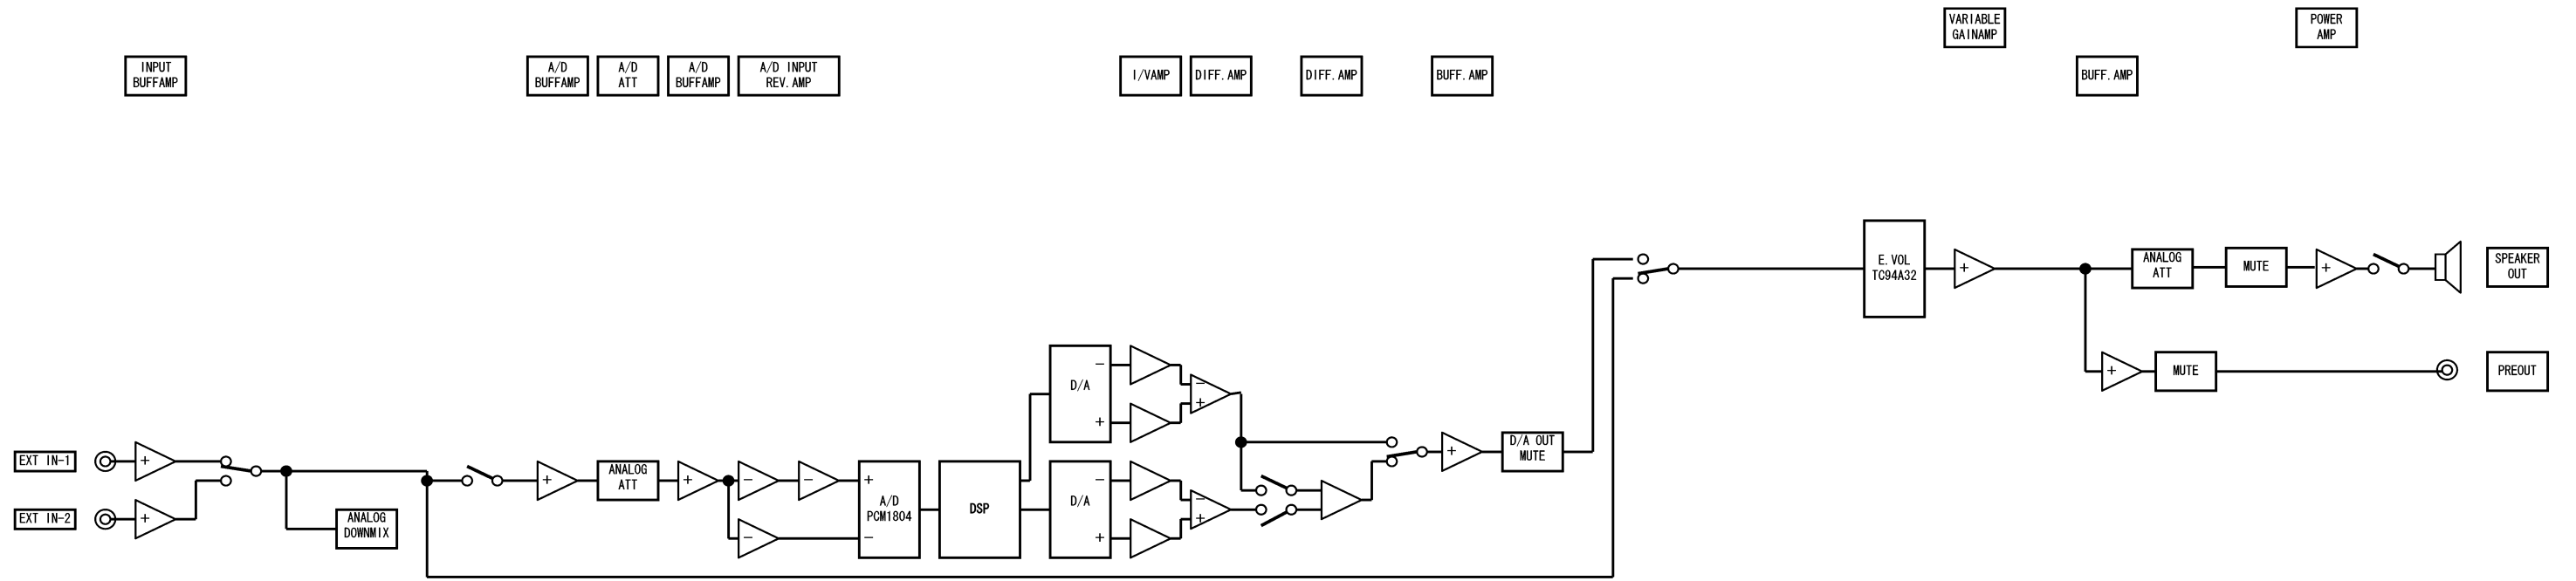 VARIABLE
GAINAMP
POWER
AMP
INPUT
BUFFAMP
A/D
BUFFAMP
A/D
ATT
A/D
BUFFAMP
A/D INPUT
REV.AMP
I/VAMP
DIFF.AMP
DIFF.AMP
BUFF.AMP
BUFF.AMP
E.VOL
TC94A32
+
ANALOG
ATT
MUTE
+
SPEAKER
OUT
+
MUTE
PREOUT
D/A
−
+
−
+
EXT IN-1
+
EXT IN-2
+
ANALOG
DOWNMIX
+
ANALOG
ATT
+
−
−
−
+
A/D
PCM1804
−
DSP
D/A
−
+
−
+
+
D/A OUT
MUTE